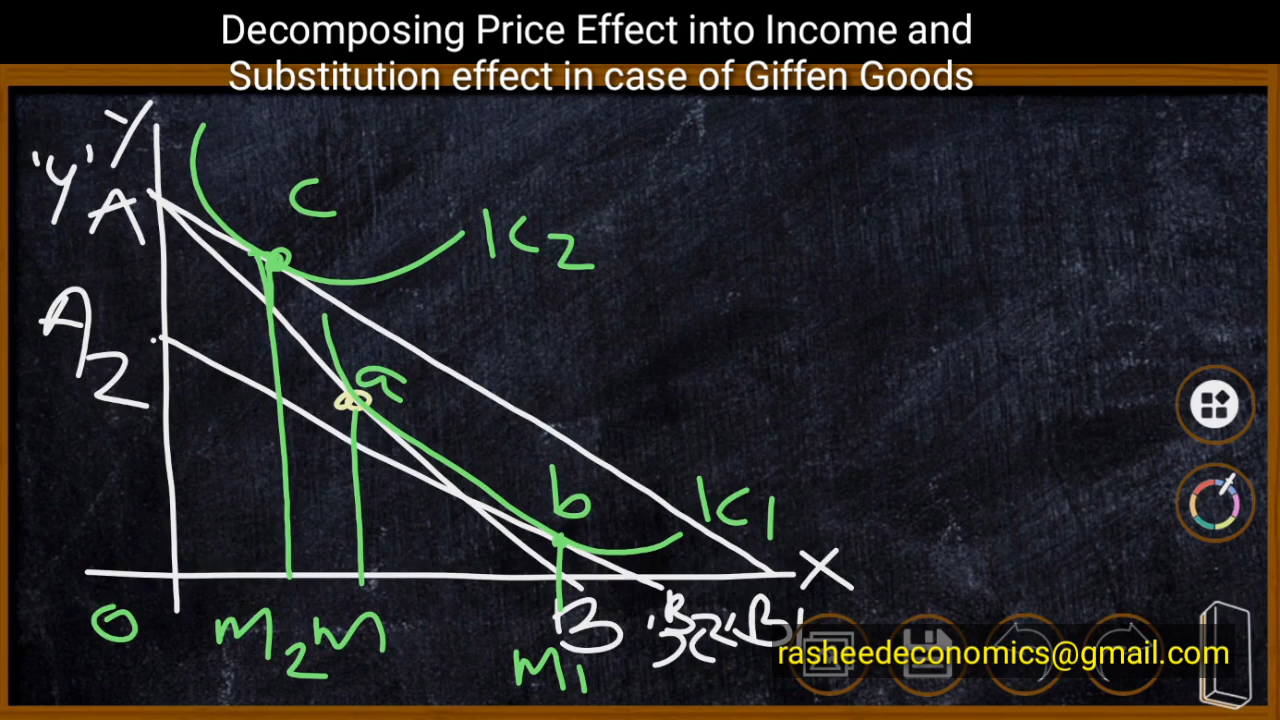 Decomposing Price Effect into Income and
Substitution effect in case of Giffen Goods
Y
'y'
A
C
IC2
A2
a
b
IC1
X
O
M2
M
M1
B
B2
B1
rasheedeconomics@gmail.com